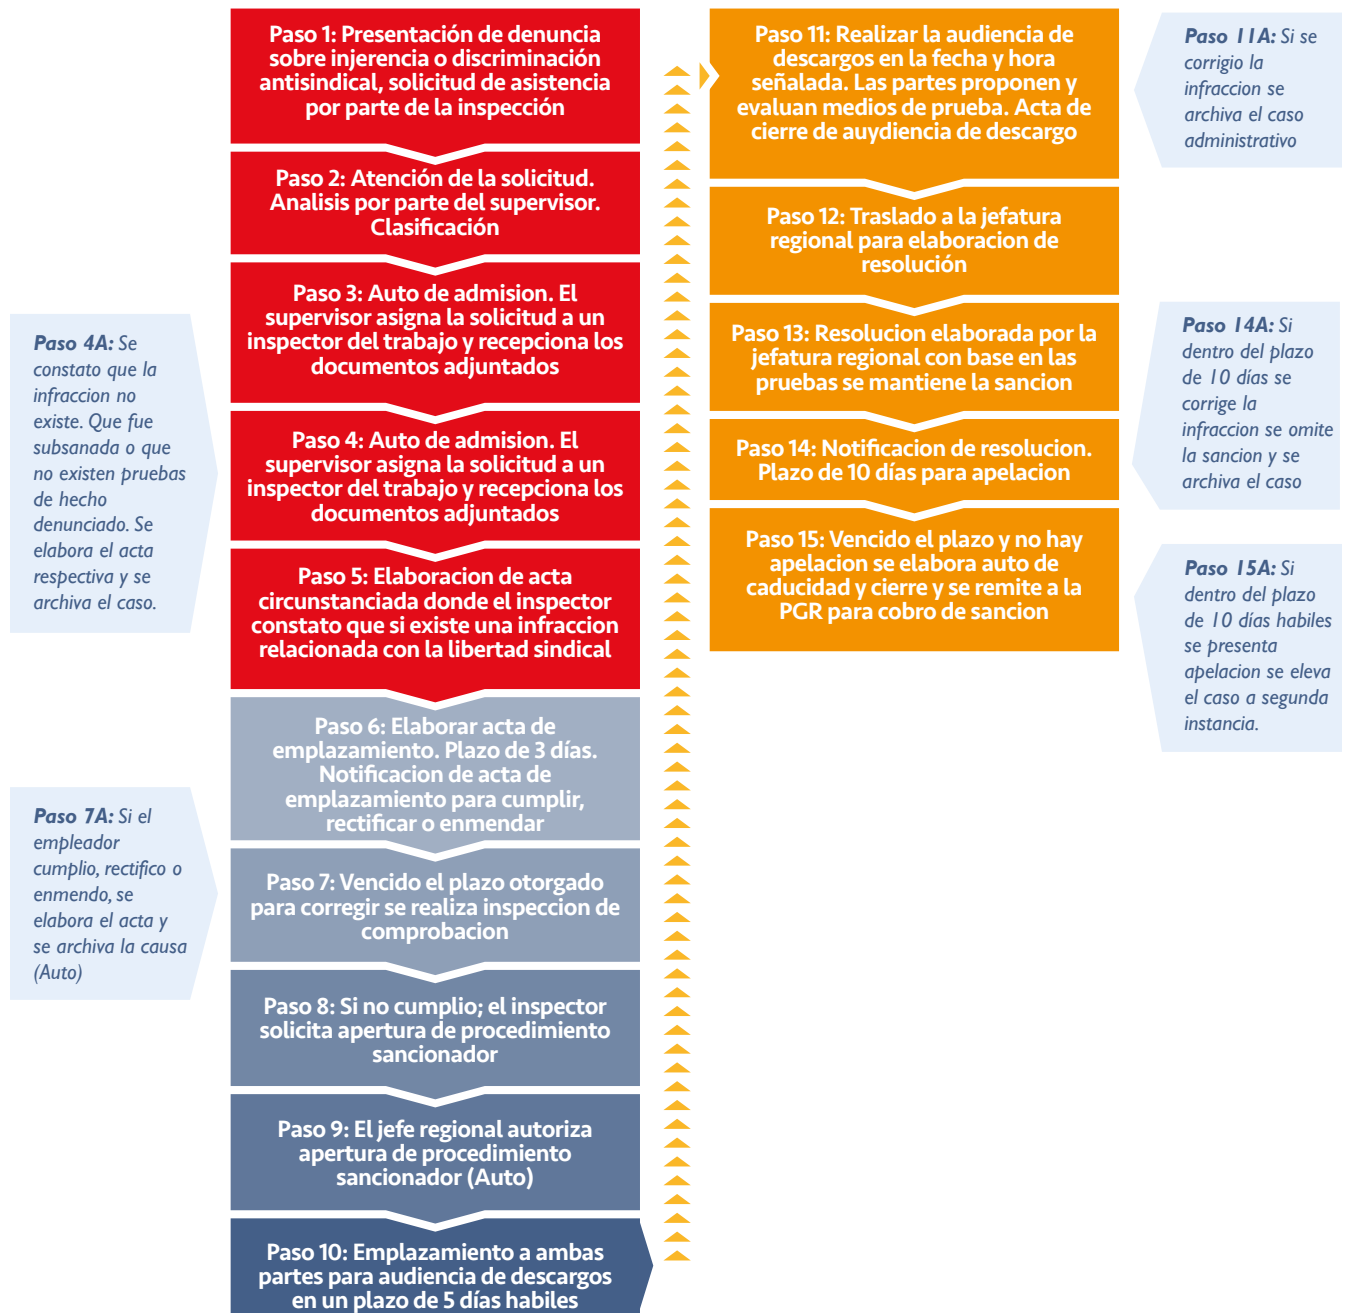 Paso 1: Presentación de denuncia
sobre injerencia o discriminación
antisindical, solicitud de asistencia
por parte de la inspección
Paso 2: Atención de la solicitud.
Analisis por parte del supervisor.
Clasificación
Paso 3: Auto de admision. El
supervisor asigna la solicitud a un
inspector del trabajo y recepciona los
documentos adjuntados
Paso 4: Auto de admision. El
supervisor asigna la solicitud a un
inspector del trabajo y recepciona los
documentos adjuntados
Paso 4A: Se
constato que la
infraccion no
existe. Que fue
subsanada o que
no existen pruebas
de hecho
denunciado. Se
elabora el acta
respectiva y se
archiva el caso.
Paso 5: Elaboracion de acta
circunstanciada donde el inspector
constato que si existe una infraccion
relacionada con la libertad sindical
Paso 6: Elaborar acta de
emplazamiento. Plazo de 3 días.
Notificacion de acta de
emplazamiento para cumplir,
rectificar o enmendar
Paso 7: Vencido el plazo otorgado
para corregir se realiza inspeccion de
comprobacion
Paso 7A: Si el
empleador
cumplio, rectifico o
enmendo, se
elabora el acta y
se archiva la causa
(Auto)
Paso 8: Si no cumplio; el inspector
solicita apertura de procedimiento
sancionador
Paso 9: El jefe regional autoriza
apertura de procedimiento
sancionador (Auto)
Paso 10: Emplazamiento a ambas
partes para audiencia de descargos
en un plazo de 5 días habiles
Paso 11: Realizar la audiencia de
descargos en la fecha y hora
señalada. Las partes proponen y
evaluan medios de prueba. Acta de
cierre de auydiencia de descargo
Paso 11A: Si se
corrigio la
infraccion se
archiva el caso
administrativo
Paso 12: Traslado a la jefatura
regional para elaboracion de
resolución
Paso 13: Resolucion elaborada por la
jefatura regional con base en las
pruebas se mantiene la sancion
Paso 14: Notificacion de resolucion.
Plazo de 10 días para apelacion
Paso 14A: Si
dentro del plazo
de 10 días se
corrige la
infraccion se omite
la sancion y se
archiva el caso
Paso 15: Vencido el plazo y no hay
apelacion se elabora auto de
caducidad y cierre y se remite a la
PGR para cobro de sancion
Paso 15A: Si
dentro del plazo
de 10 días habiles
se presenta
apelacion se eleva
el caso a segunda
instancia.